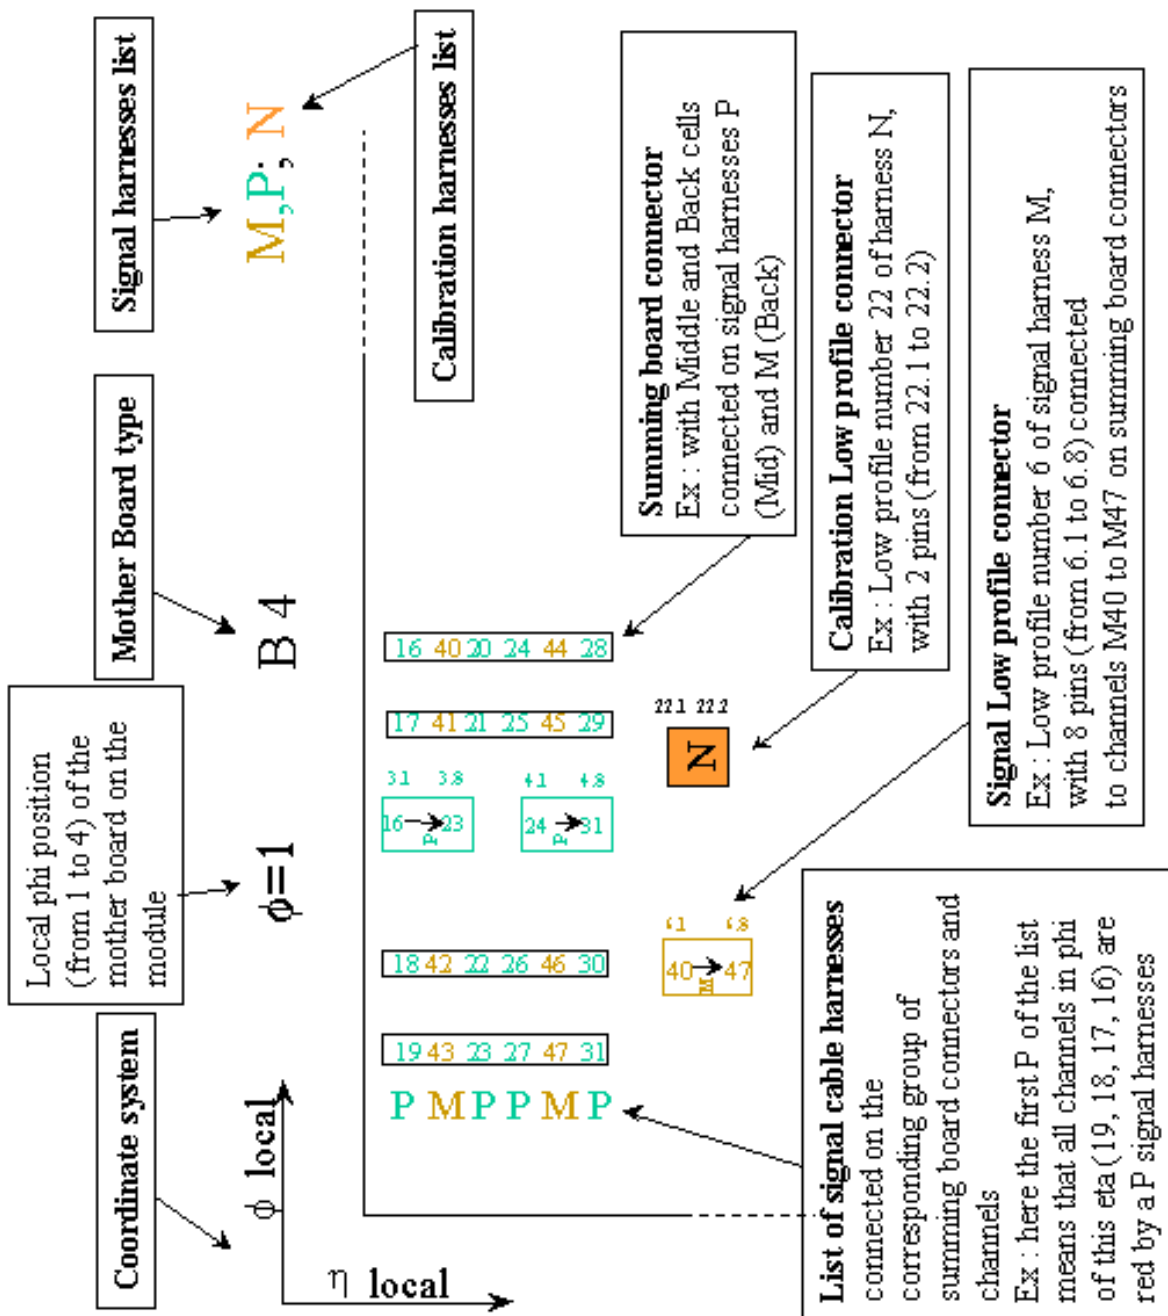 Coordinate system
Local phi position
(from 1 to 4) of the
mother board on the
module
Mother Board type
Signal harnesses list
Calibration harnesses list
ϕ=1
B 4
M,P; N
ϕ local
η local
P M P P M P
19 43 23 27 47 31
18 42 22 26 46 30
17 41 21 25 45 29
16 40 20 24 44 28
3.1 3.8
16 23
P
4.1 4.8
24 31
P
6.1 6.8
40 47
M
22.1 22.2
N
Summing board connector
Ex : with Middle and Back cells
connected on signal harnesses P
(Mid) and M (Back)
Calibration Low profile connector
Ex : Low profile number 22 of harness N,
with 2 pins (from 22.1 to 22.2)
Signal Low profile connector
Ex : Low profile number 6 of signal harness M,
with 8 pins (from 6.1 to 6.8) connected
to channels M40 to M47 on summing board connectors
List of signal cable harnesses
connected on the
corresponding group of
summing board connectors and
channels
Ex : here the first P of the list
means that all channels in phi
of this eta (19, 18, 17, 16) are
red by a P signal harnesses